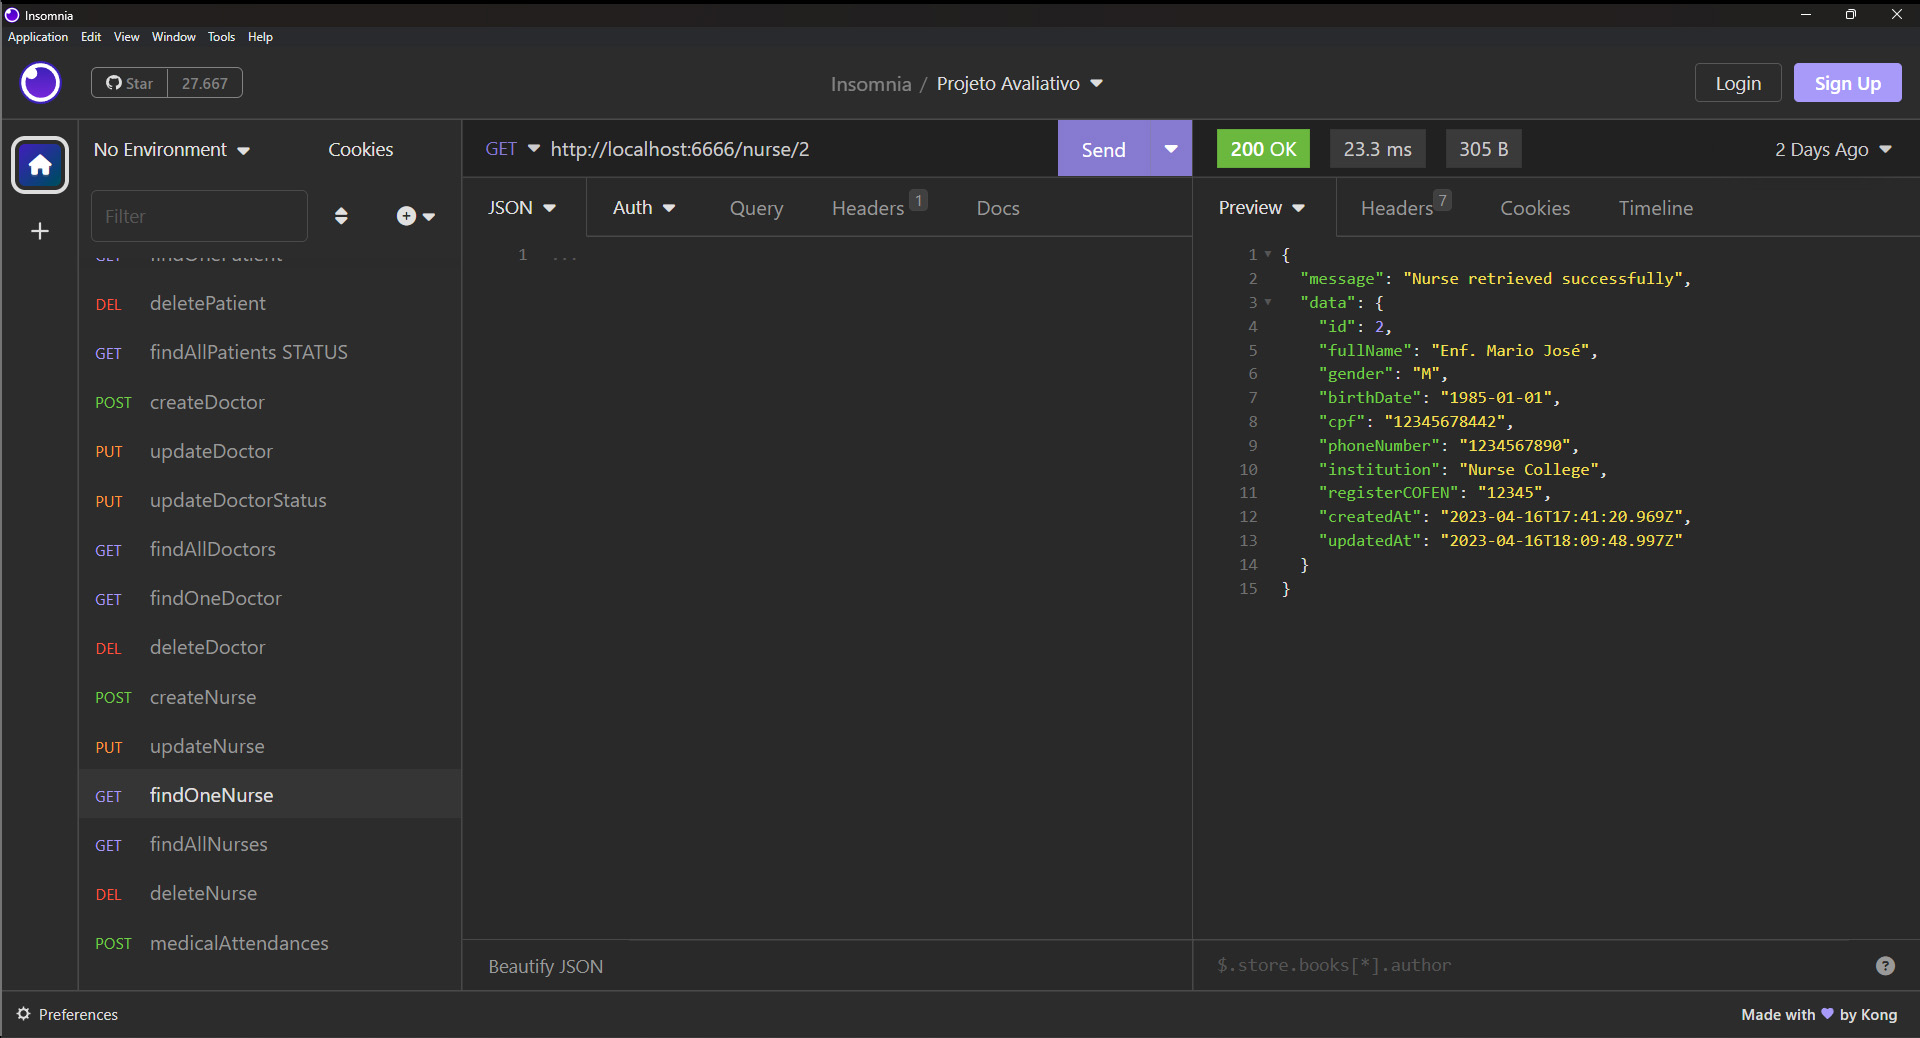 Insomnia
Application Edit View Window Tools Help
Star 27.667
Insomnia / Projeto Avaliativo
Login
Sign Up
No Environment
Cookies
Filter
GET findOnePatient
DEL deletePatient
GET findAllPatients STATUS
POST createDoctor
PUT updateDoctor
PUT updateDoctorStatus
GET findAllDoctors
GET findOneDoctor
DEL deleteDoctor
POST createNurse
PUT updateNurse
GET findOneNurse
GET findAllNurses
DEL deleteNurse
POST medicalAttendances
GET http://localhost:6666/nurse/2
Send
JSON Auth Query Headers 1 Docs
1 ...
Beautify JSON
200 OK 23.3 ms 305 B 2 Days Ago
Preview Headers 7 Cookies Timeline
1 {
2 "message": "Nurse retrieved successfully",
3 "data": {
4 "id": 2,
5 "fullName": "Enf. Mario José",
6 "gender": "M",
7 "birthDate": "1985-01-01",
8 "cpf": "12345678442",
9 "phoneNumber": "1234567890",
10 "institution": "Nurse College",
11 "registerCOFEN": "12345",
12 "createdAt": "2023-04-16T17:41:20.969Z",
13 "updatedAt": "2023-04-16T18:09:48.997Z"
14 }
15 }
$.store.books[*].author
?
Preferences
Made with 💜 by Kong